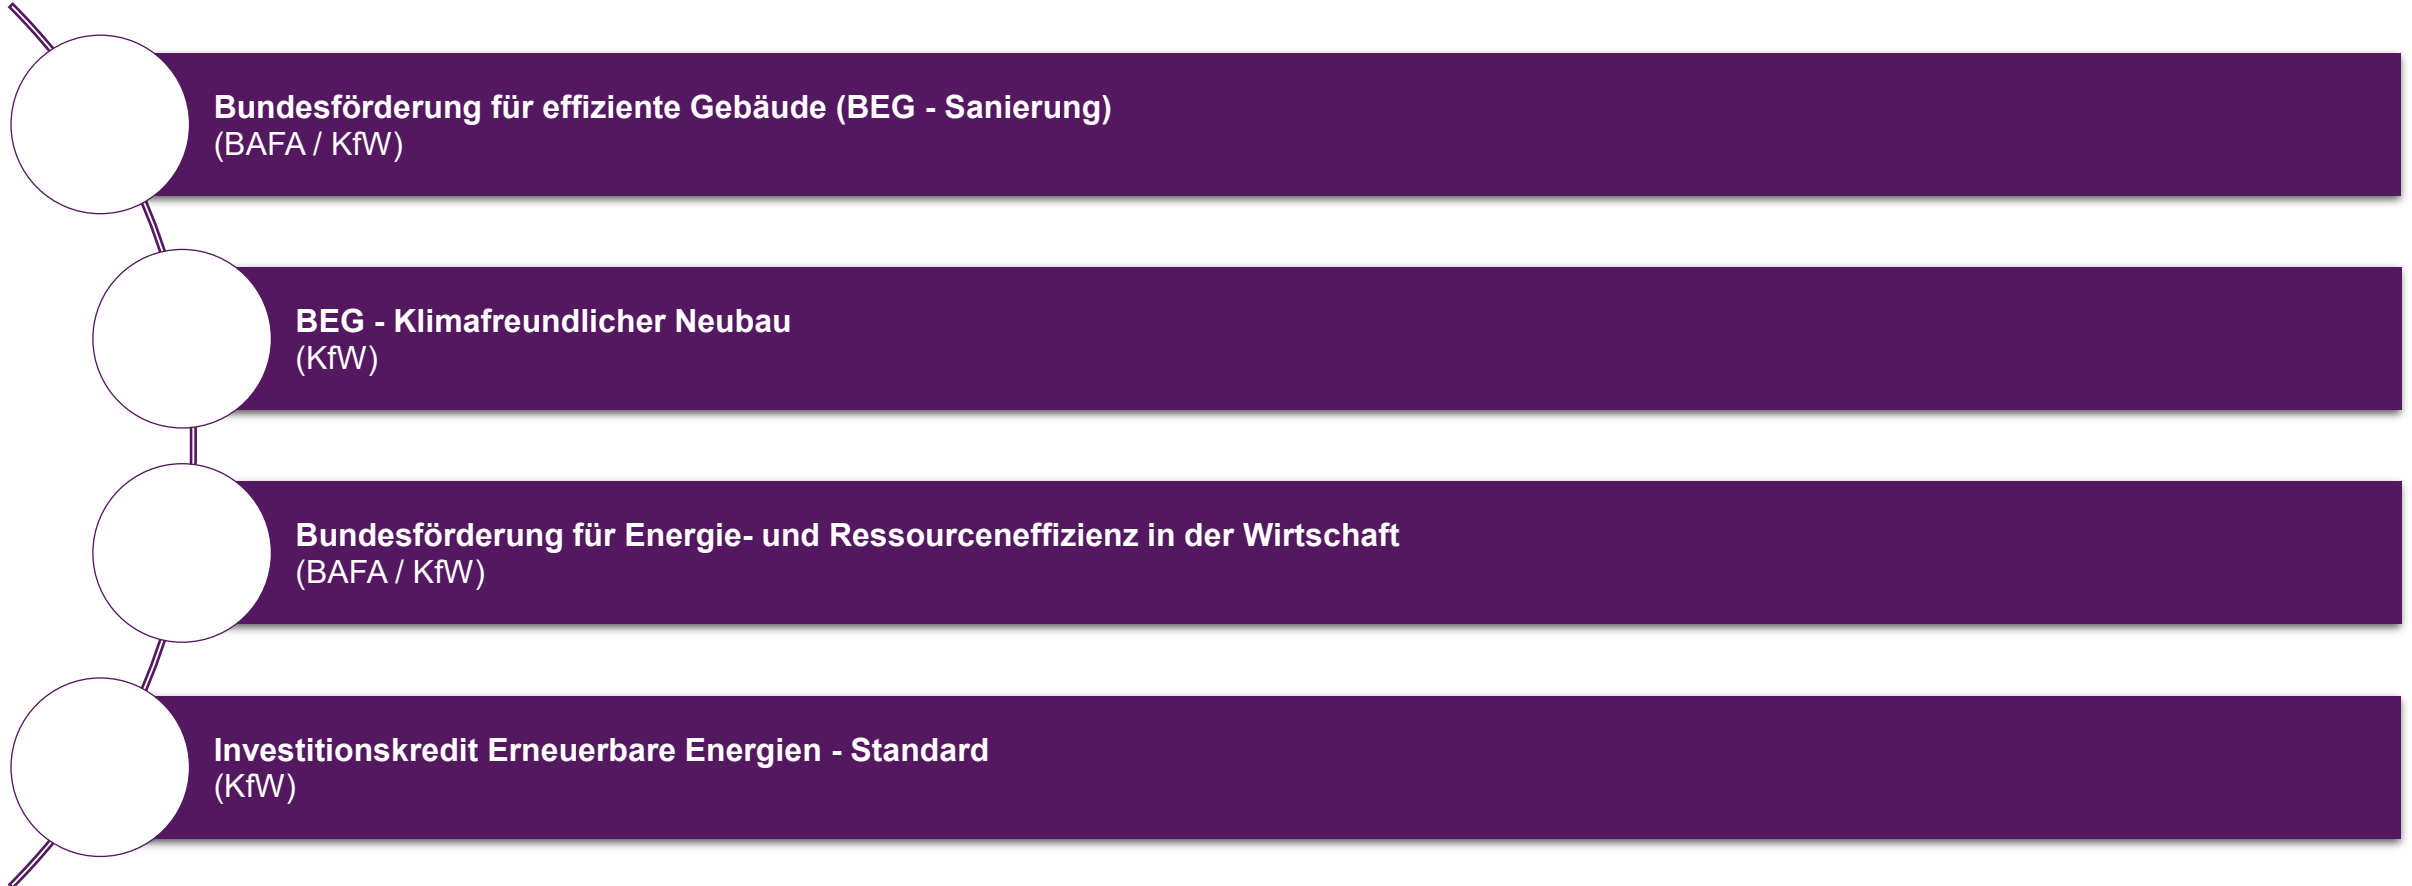 Bundesförderung für effiziente Gebäude (BEG - Sanierung)
(BAFA / KfW)
BEG - Klimafreundlicher Neubau
(KfW)
Bundesförderung für Energie- und Ressourceneffizienz in der Wirtschaft
(BAFA / KfW)
Investitionskredit Erneuerbare Energien - Standard
(KfW)